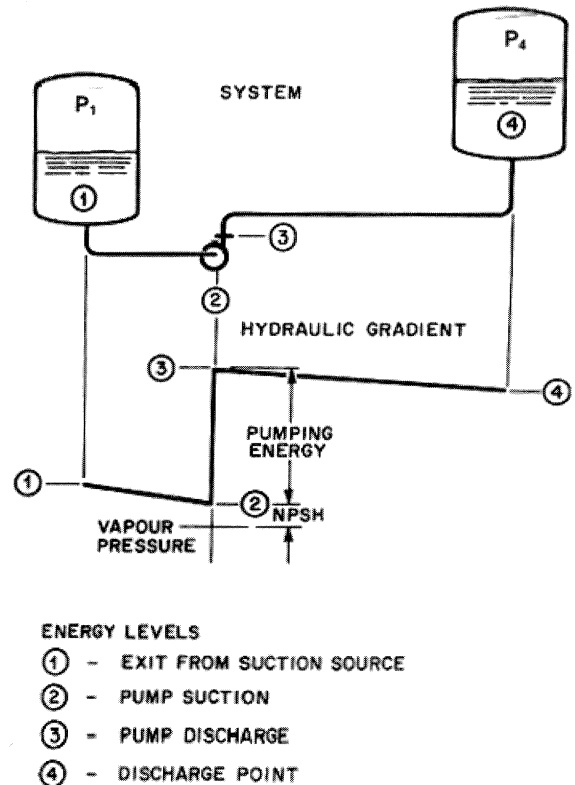 P₄
P₁
SYSTEM
④
①
③
②
HYDRAULIC GRADIENT
③
④
PUMPING
ENERGY
①
②
NPSH
VAPOUR
PRESSURE
ENERGY LEVELS
① - EXIT FROM SUCTION SOURCE
② - PUMP SUCTION
③ - PUMP DISCHARGE
④ - DISCHARGE POINT